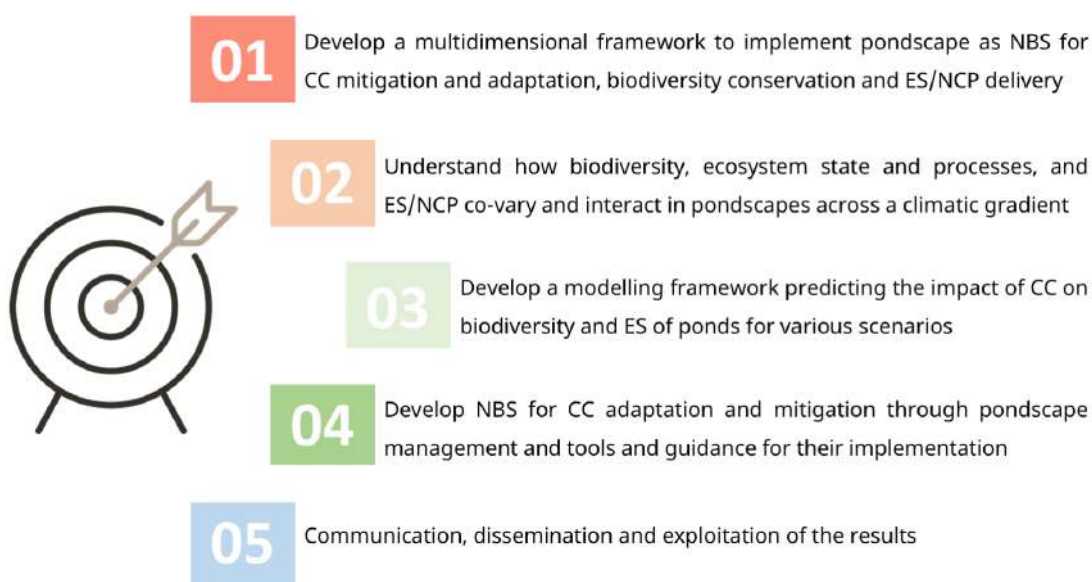 01
Develop a multidimensional framework to implement pondscape as NBS for
CC mitigation and adaptation, biodiversity conservation and ES/NCP delivery
02
Understand how biodiversity, ecosystem state and processes, and
ES/NCP co-vary and interact in pondscapes across a climatic gradient
03
Develop a modelling framework predicting the impact of CC on
biodiversity and ES of ponds for various scenarios
04
Develop NBS for CC adaptation and mitigation through pondscape
management and tools and guidance for their implementation
05
Communication, dissemination and exploitation of the results